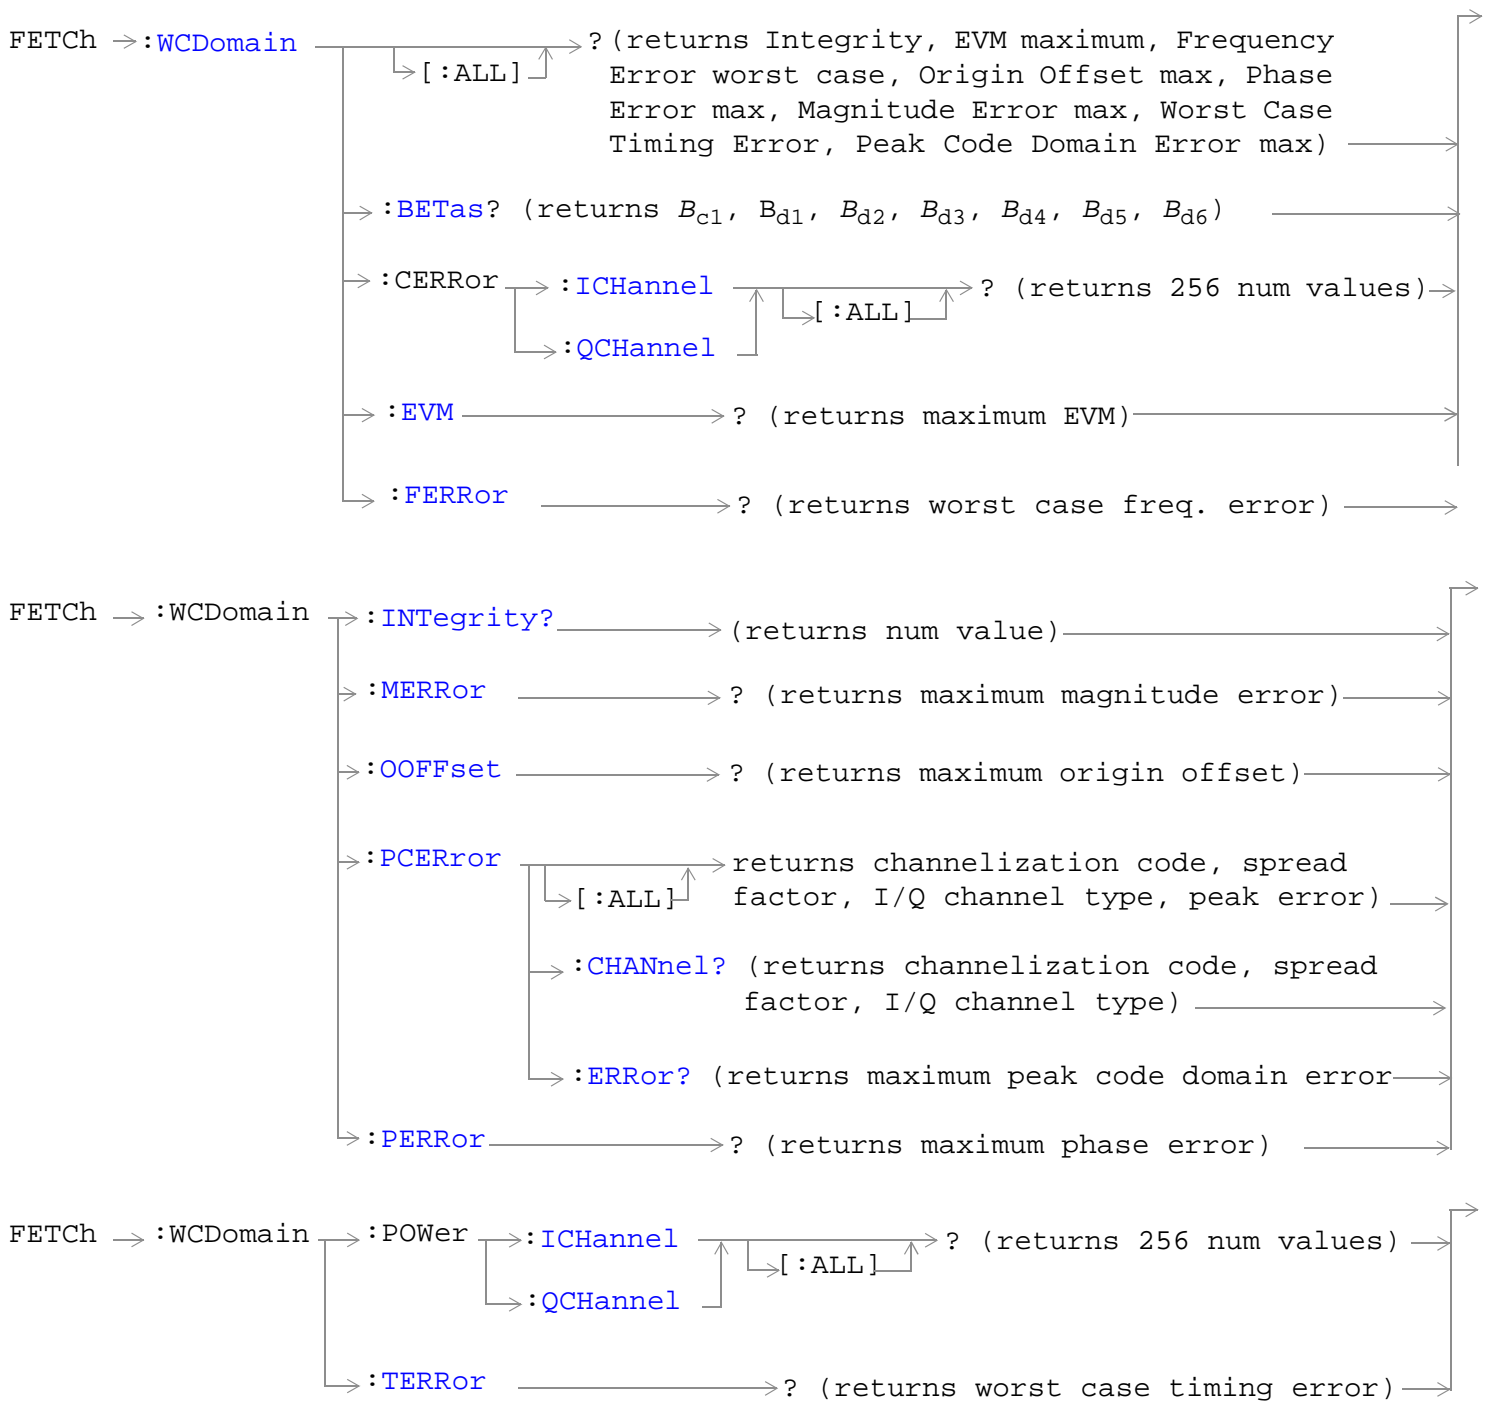 FETCh :WCDomain ? (returns Integrity, EVM maximum, Frequency
[:ALL] Error worst case, Origin Offset max, Phase
Error max, Magnitude Error max, Worst Case
Timing Error, Peak Code Domain Error max)
:BETas? (returns Bc1, Bd1, Bd2, Bd3, Bd4, Bd5, Bd6)
:CERRor :ICHannel ? (returns 256 num values)
[:ALL]
:QCHannel
:EVM ? (returns maximum EVM)
:FERRor ? (returns worst case freq. error)
FETCh :WCDomain :INTegrity? (returns num value)
:MERRor ? (returns maximum magnitude error)
:OOFFset ? (returns maximum origin offset)
:PCERror returns channelization code, spread
[:ALL] factor, I/Q channel type, peak error)
:CHANnel? (returns channelization code, spread
factor, I/Q channel type)
:ERRor? (returns maximum peak code domain error
:PERRor ? (returns maximum phase error)
FETCh :WCDomain :POWer :ICHannel ? (returns 256 num values)
[:ALL]
:QCHannel
:TERRor ? (returns worst case timing error)